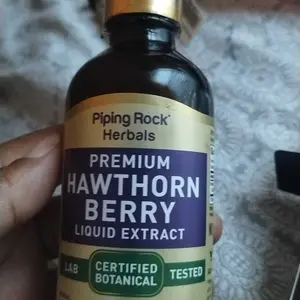 Piping Rock®
Herbals
PREMIUM
HAWTHORN
BERRY
LIQUID EXTRACT
LAB
CERTIFIED
BOTANICAL
TESTED